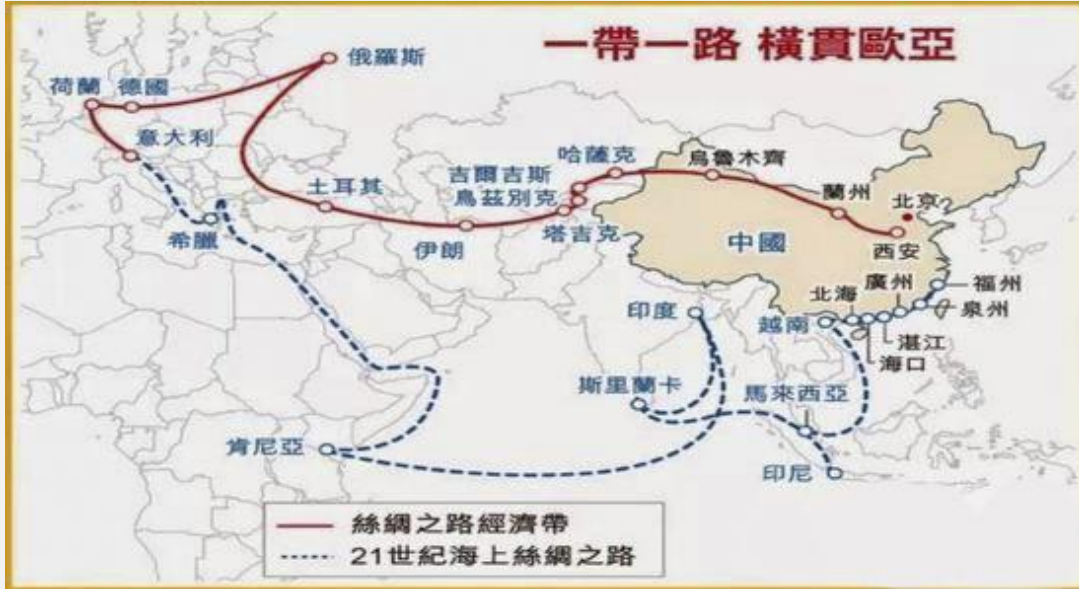 一帶一路 橫貫歐亞
俄羅斯
荷蘭
德國
意大利
哈薩克
烏魯木齊
吉爾吉斯
烏茲別克
土耳其
蘭州
北京
希臘
伊朗
塔吉克
中國
西安
廣州
北海
福州
印度
越南
泉州
湛江
海口
斯里蘭卡
馬來西亞
肯尼亞
印尼
絲綢之路經濟帶
21世紀海上絲綢之路